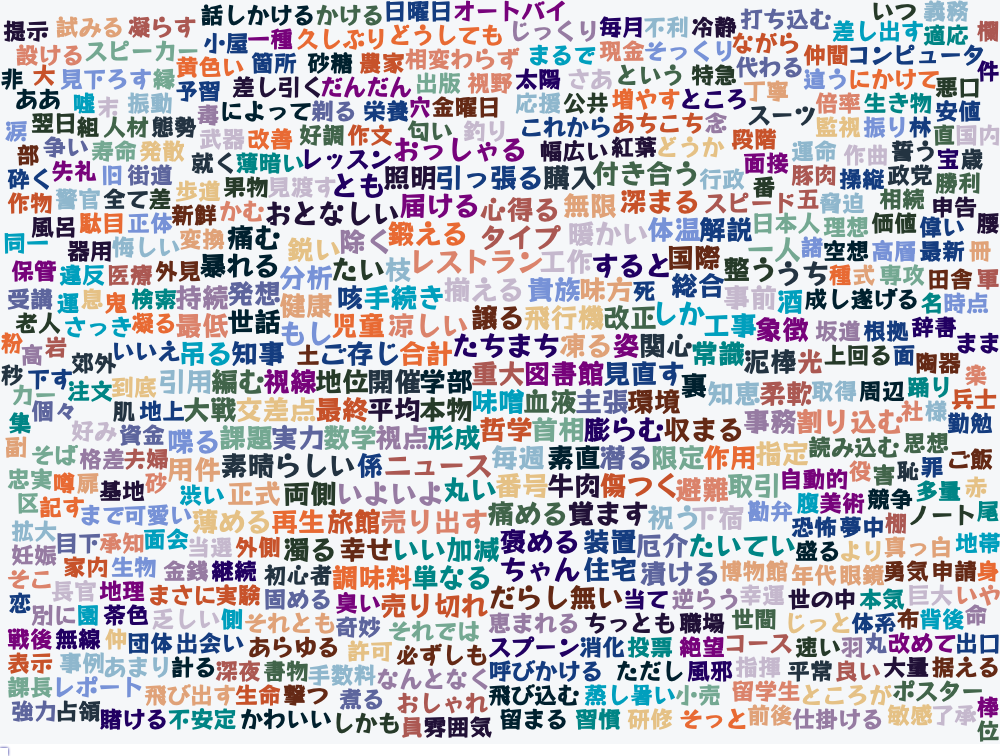 話しかける かける 日曜日 オートバイ いつ 義務
提示 試みる 凝らす 小屋 一種 久しぶり どうしても じっくり 毎月 不利 冷静 打ち込む 差し出す 適応 欄
設ける スピーカー 黄色い 箇所 砂糖 農家 相変わらず まるで 現金 そっくり ながら 代わる 仲間 コンピュータ 件
非 大 見下ろす 縁 予習 差し引く だんだん 出版 視野 太陽 さあ という 特急 丁寧 違う にかけて 悪口
ああ 嘘 末 振動 毒 によって 剃る 栄養 穴 金曜日 応援 公共 増やす ところ スーツ 倍率 生き物 安値
涙 翌日 組 人材 態勢 武器 改善 好調 作文 匂い 釣り これから あちこち 念 段階 監視 振り 林 直 国内
部 争い 寿命 発散 就く 薄暗い レッスン おっしゃる 幅広い 紅葉 どうか 面接 運命 作曲 誓う 宝 歳
砕く 失礼 旧 街道 歩道 男物 見渡す とも 照明 引っ張る 購入 付き合う 行政 番 豚肉 操縦 政党 勝利
作物 警官 全て 差 新鮮 かむ おとなしい 届ける 心得る 無限 深まる スピード 五 脅迫 相続 申告 腰
風呂 駄目 正体 変換 痛む 鋭い 除く 鍛える タイプ 暖かい 体温 解説 日本人 理想 価値 偉い
同一 器用 悔しい 暴れる 分析 たい 枝 レストラン 工作 すると 国際 整う うち 一人 諸 空想 高層 最新 冊
保管 違反 医療 外見 発想 健康 咳 手続き 揃える 貴族 味方 死 総合 事前 酒 種 式 専攻 田舎 軍
受講 運 息 鬼 検索 持続 もし 児童 涼しい 譲る 飛行機 改正 しか 工事 成し遂げる 名 時点
老人 さっき 凝る 最低 世話 土 ご存じ 合計 たちまち 凍る 姿 関心 常識 象徴 坂道 根拠 辞書 まま
粉 高 岩 郊外 いいえ 吊る 知事 泥棒 光 上回る 面 陶器 楽
秒 下す 注文 到底 引用 編む 視線 地位 開催 学部 重大 図書館 見直す 裏 知恵 柔軟 取得 周辺 踊り 兵士
カー 個々 肌 地上 大戦 交差点 最終 平均 本物 味噌 血液 主張 環境 事務 割り込む 社 様 勤勉
集 好み 資金 喋る 課題 実力 数学 視点 形成 哲学 首相 膨らむ 収まる 読み込む 思想
副 そば 格差 夫婦 用件 素晴らしい 係 ニュース 毎週 素直 潜る 限定 作用 指定 自動的 役 害 恥 罪 ご飯
忠実 噂 扉 基地 砂 渋い 正式 両側 いよいよ 丸い 番号 牛肉 傷つく 避難 取引 腹 美術 競争 多量 赤
区 記す まで 可愛い 薄める 再生 旅館 売り出す 痛める 覚ます 祝う 下宿 勘弁 恐怖 夢中 棚 ノート 尾
拡大 目下 承知 面会 当選 外側 濁る 幸せ いい 加減 褒める 装置 厄介 たいてい 盛る より 真っ白 地帯
妊娠 家内 生物 金銭 継続 初心者 調味料 単なる ちゃん 住宅 漬ける 博物館 年代 眼鏡 勇気 申請 身
そこ 長官 地理 まさに 実験 固める 臭い 売り切れ だらし無い 当て 逆らう 幸運 世の中 本気 巨大 いや
恋 別に 園 茶色 乏しい 側 それとも 奇妙 それでは 恵まれる ちっとも 職場 世間 じっと 体系 布 背後 命
戦後 無線 仲 団体 出会い あらゆる 許可 必ずしも スプーン 消化 投票 絶望 コース 速い 羽 丸 改めて 出口
表示 事例 あまり 計る 深夜 書物 手数料 なんとなく 呼びかける ただし 風邪 指揮 平常 良い 大量 据える
課長 レポート 飛び出す 生命 撃つ 煮る おしゃれ 飛び込む 蒸し暑い 小売 留学生 ところが ポスター 棒
強力 占領 賭ける 不安定 かわいい しかも 員 雰囲気 留まる 習慣 研修 そっと 前後 仕掛ける 敏感 了承 位